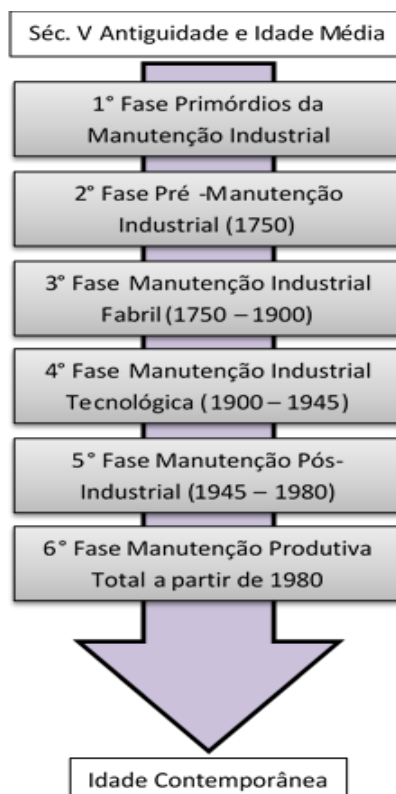 Séc. V Antiguidade e Idade Média
1° Fase Primórdios da
Manutenção Industrial
2° Fase Pré -Manutenção
Industrial (1750)
3° Fase Manutenção Industrial
Fabril (1750 – 1900)
4° Fase Manutenção Industrial
Tecnológica (1900 – 1945)
5° Fase Manutenção Pós-
Industrial (1945 – 1980)
6° Fase Manutenção Produtiva
Total a partir de 1980
Idade Contemporânea